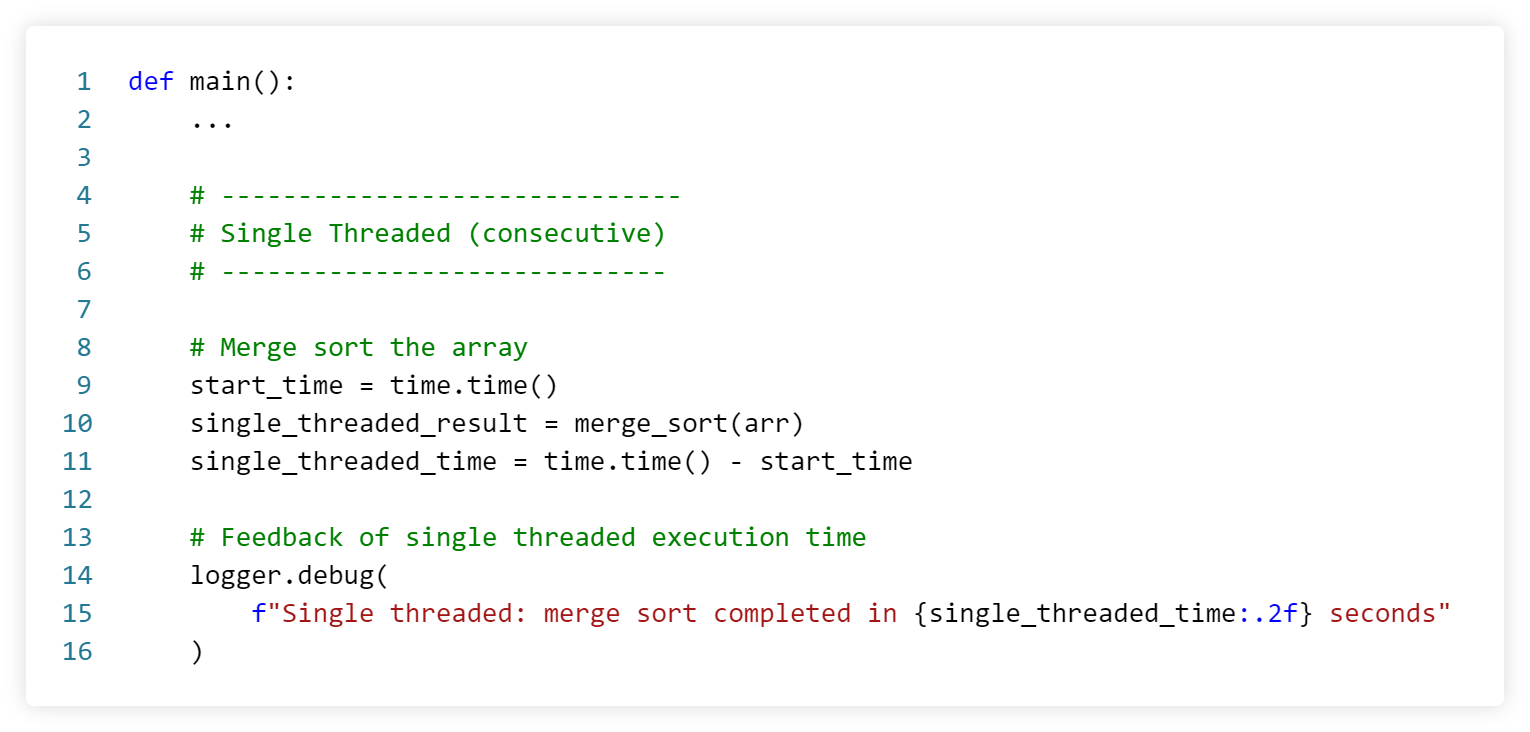 1 def main():
2     ...
3
4     # ------------------------------
5     # Single Threaded (consecutive)
6     # -----------------------------
7
8     # Merge sort the array
9     start_time = time.time()
10     single_threaded_result = merge_sort(arr)
11     single_threaded_time = time.time() - start_time
12
13     # Feedback of single threaded execution time
14     logger.debug(
15         f"Single threaded: merge sort completed in {single_threaded_time:.2f} seconds"
16     )